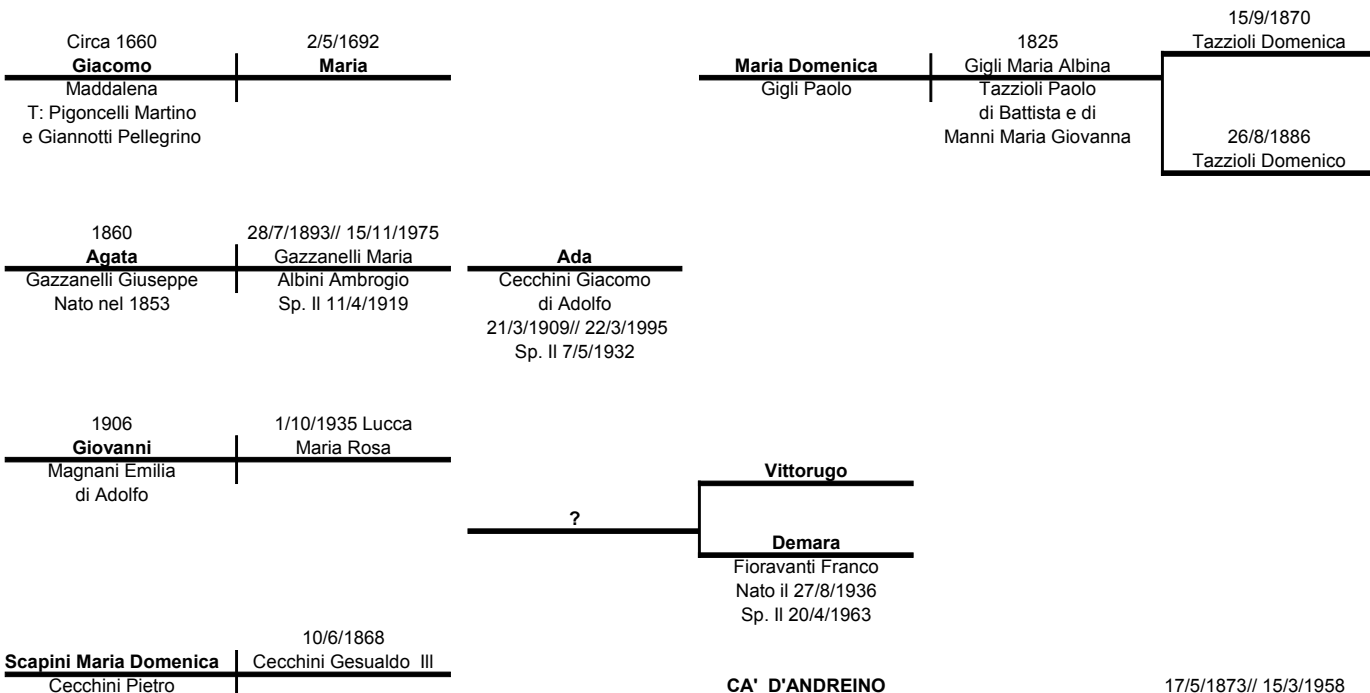 Circa 1660
Giacomo
Maddalena
T: Pigoncelli Martino
e Giannotti Pellegrino
2/5/1692
Maria
Maria Domenica
Gigli Paolo
1825
Gigli Maria Albina
Tazzioli Paolo
di Battista e di
Manni Maria Giovanna
15/9/1870
Tazzioli Domenica
26/8/1886
Tazzioli Domenico
1860
Agata
Gazzanelli Giuseppe
Nato nel 1853
28/7/1893// 15/11/1975
Gazzanelli Maria
Albini Ambrogio
Sp. Il 11/4/1919
Ada
Cecchini Giacomo
di Adolfo
21/3/1909// 22/3/1995
Sp. Il 7/5/1932
1906
Giovanni
Magnani Emilia
di Adolfo
1/10/1935 Lucca
Maria Rosa
?
Vittorugo
Demara
Fioravanti Franco
Nato il 27/8/1936
Sp. Il 20/4/1963
Scapini Maria Domenica
Cecchini Pietro
10/6/1868
Cecchini Gesualdo III
CA' D'ANDREINO
17/5/1873// 15/3/1958